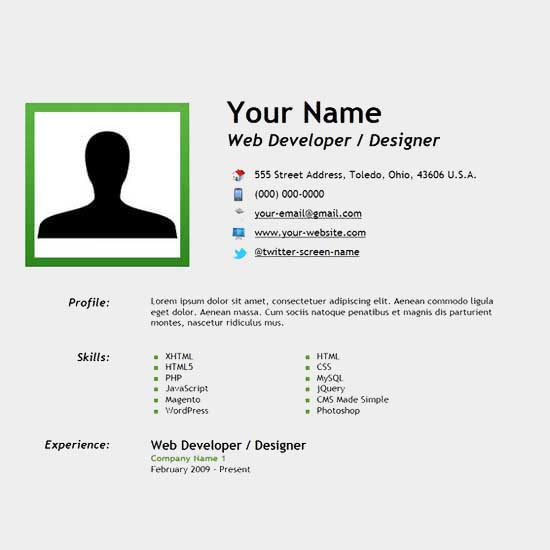 Your Name
Web Developer / Designer
555 Street Address, Toledo, Ohio, 43606 U.S.A.
(000) 000-0000
your-email@gmail.com
www.your-website.com
@twitter-screen-name
Profile:
Lorem ipsum dolor sit amet, consectetuer adipiscing elit. Aenean commodo ligula
eget dolor. Aenean massa. Cum sociis natoque penatibus et magnis dis parturient
montes, nascetur ridiculus mus.
Skills:
XHTML
HTML5
PHP
JavaScript
Magento
WordPress
HTML
CSS
MySQL
jQuery
CMS Made Simple
Photoshop
Experience:
Web Developer / Designer
Company Name 1
February 2009 - Present